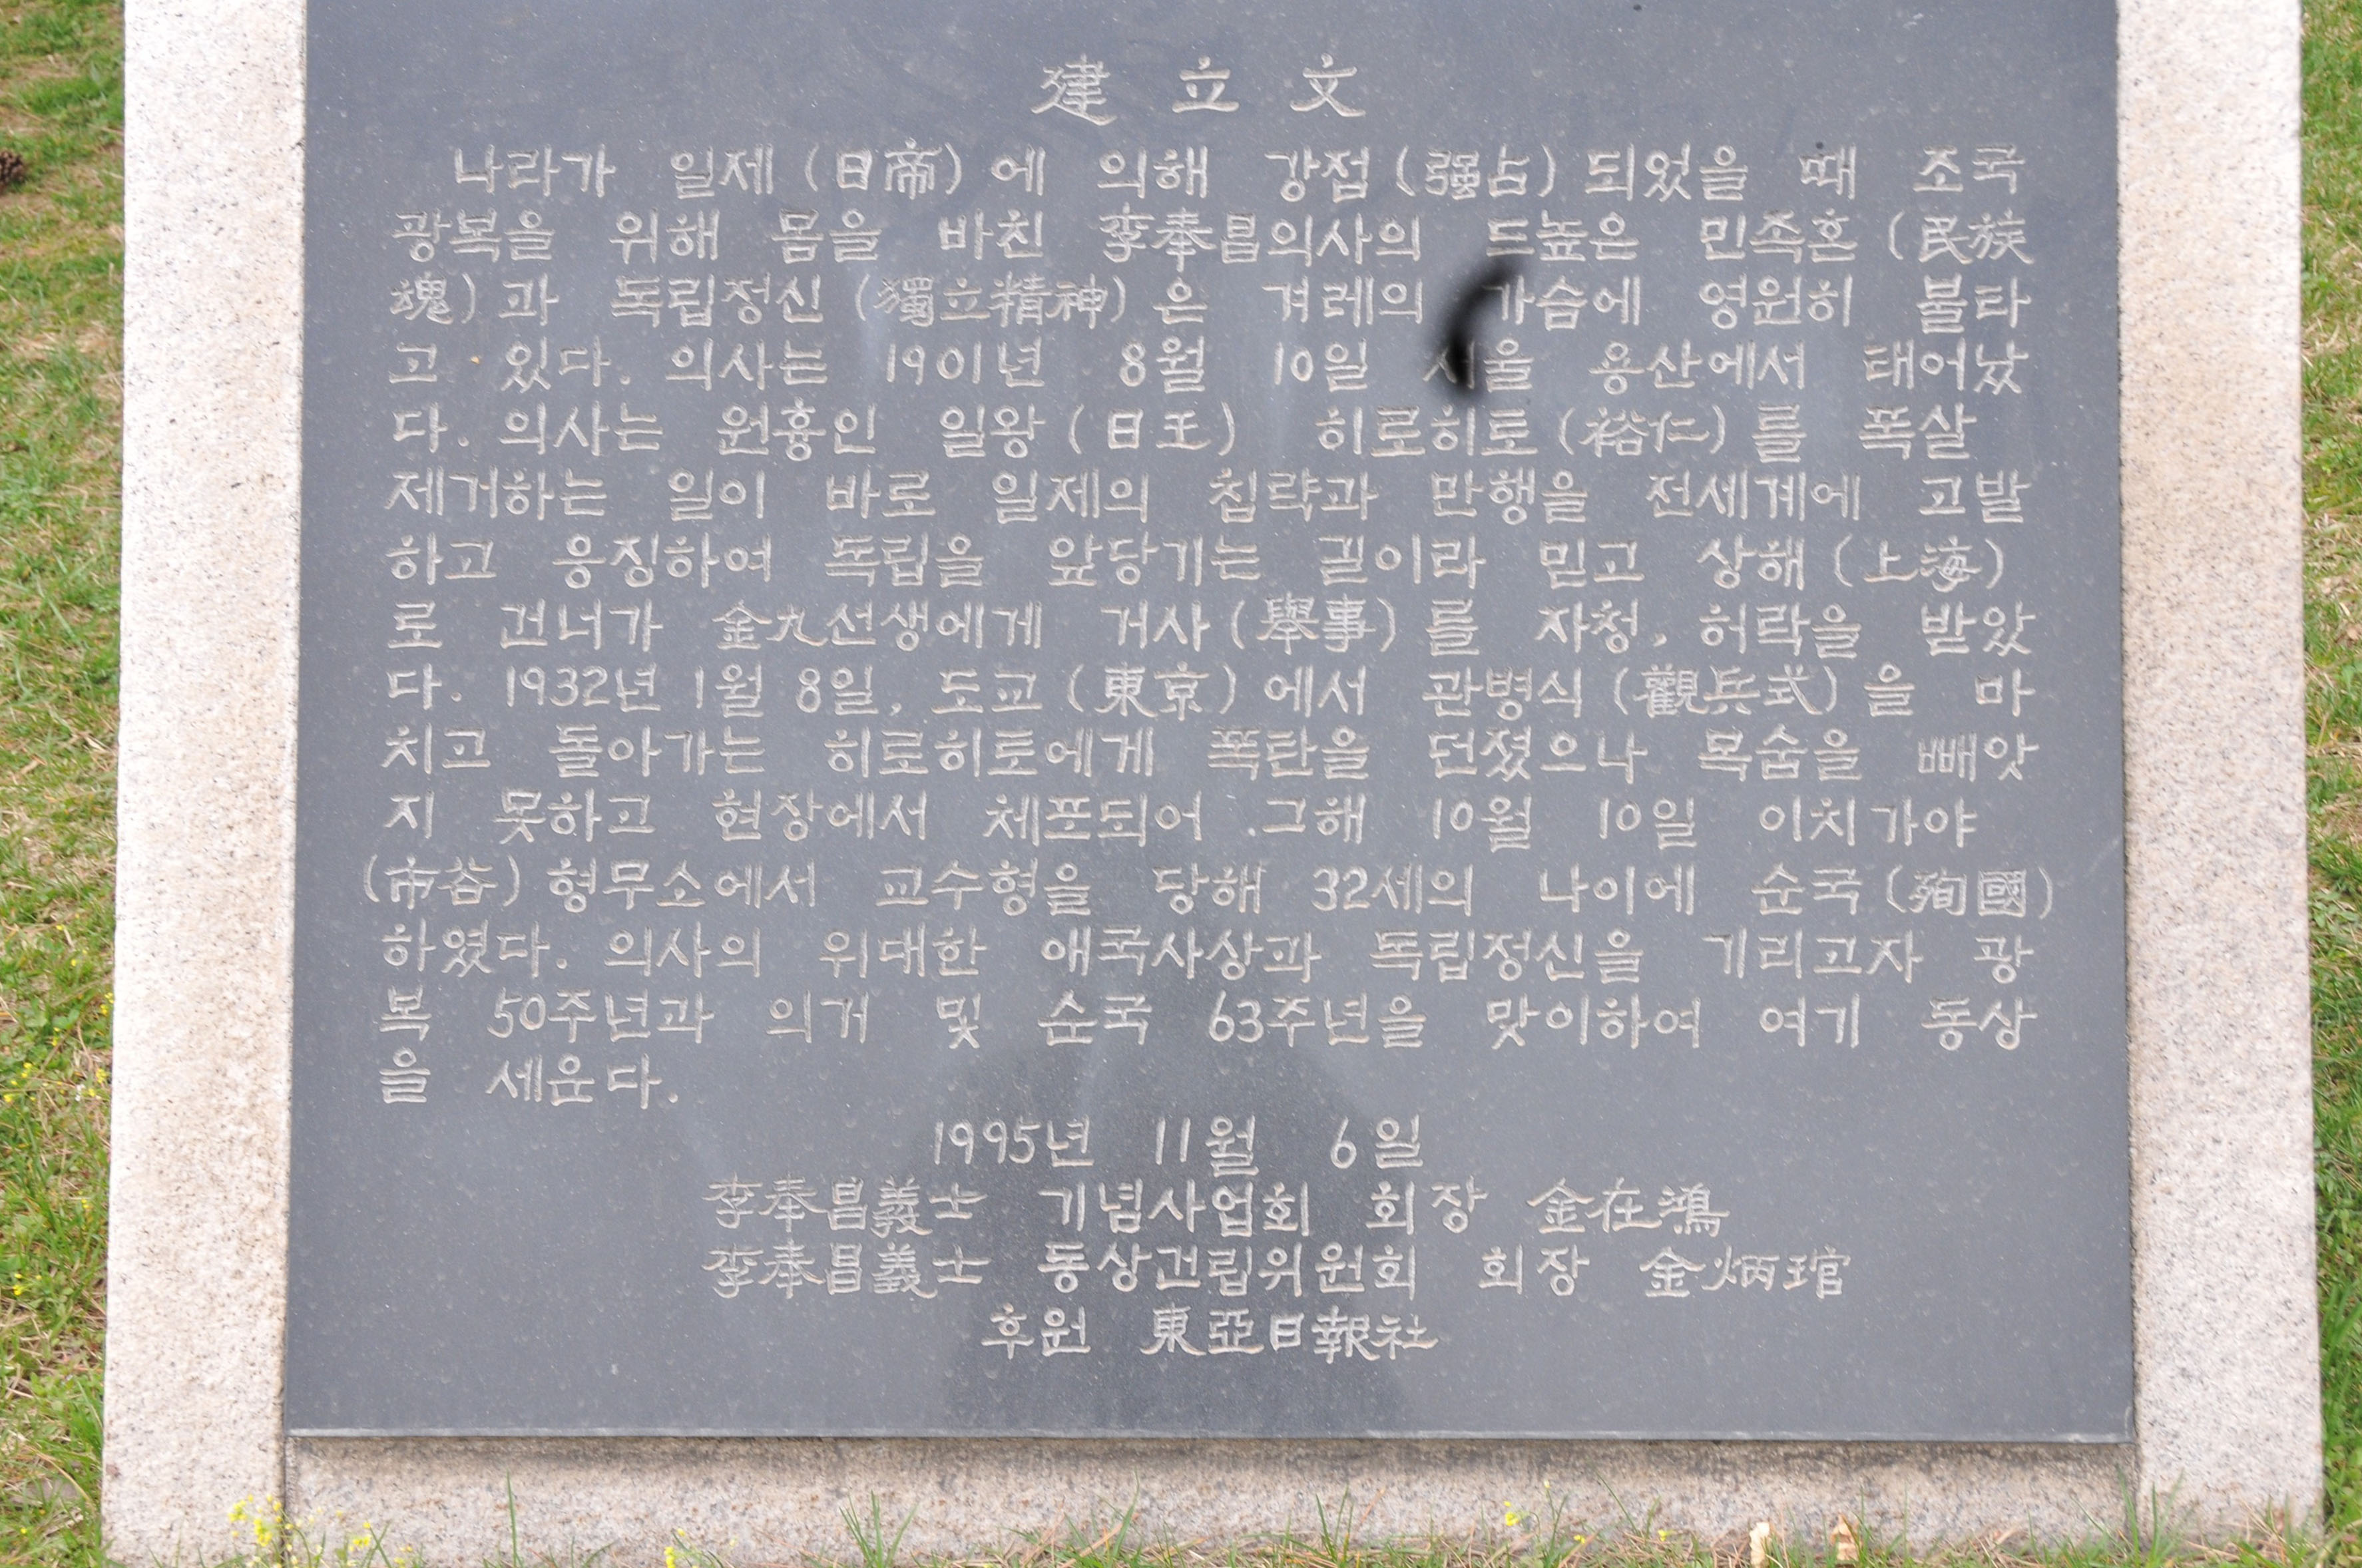 建立文
나라가 일제(日帝)에 의해 강점(强占)되었을 때 조국
광복을 위해 몸을 바친 李奉昌의사의 드높은 민족혼(民族
魂)과 독립정신(獨立精神)은 겨레의 가슴에 영원히 불타
고 있다. 의사는 1901년 8월 10일 서울 용산에서 태어났
다. 의사는 원흉인 일왕(日王) 히로히토(裕仁)를 폭살
제거하는 일이 바로 일제의 침략과 만행을 전세계에 고발
하고 응징하여 독립을 앞당기는 길이라 믿고 상해(上海)
로 건너가 金九선생에게 거사(擧事)를 자청, 허락을 받았
다. 1932년 1월 8일, 도교(東京)에서 관병식(觀兵式)을 마
치고 돌아가는 히로히토에게 폭탄을 던졌으나 목숨을 빼앗
지 못하고 현장에서 체포되어 .그해 10월 10일 이치가야
(市谷)형무소에서 교수형을 당해 32세의 나이에 순국(殉國)
하였다. 의사의 위대한 애국사상과 독립정신을 기리고자 광
복 50주년과 의거 및 순국 63주년을 맞이하여 여기 동상
을 세운다.
1995년 11월 6일
李奉昌義士 기념사업회 회장 金在鴻
李奉昌義士 동상건립위원회 회장 金炳琯
후원 東亞日報社